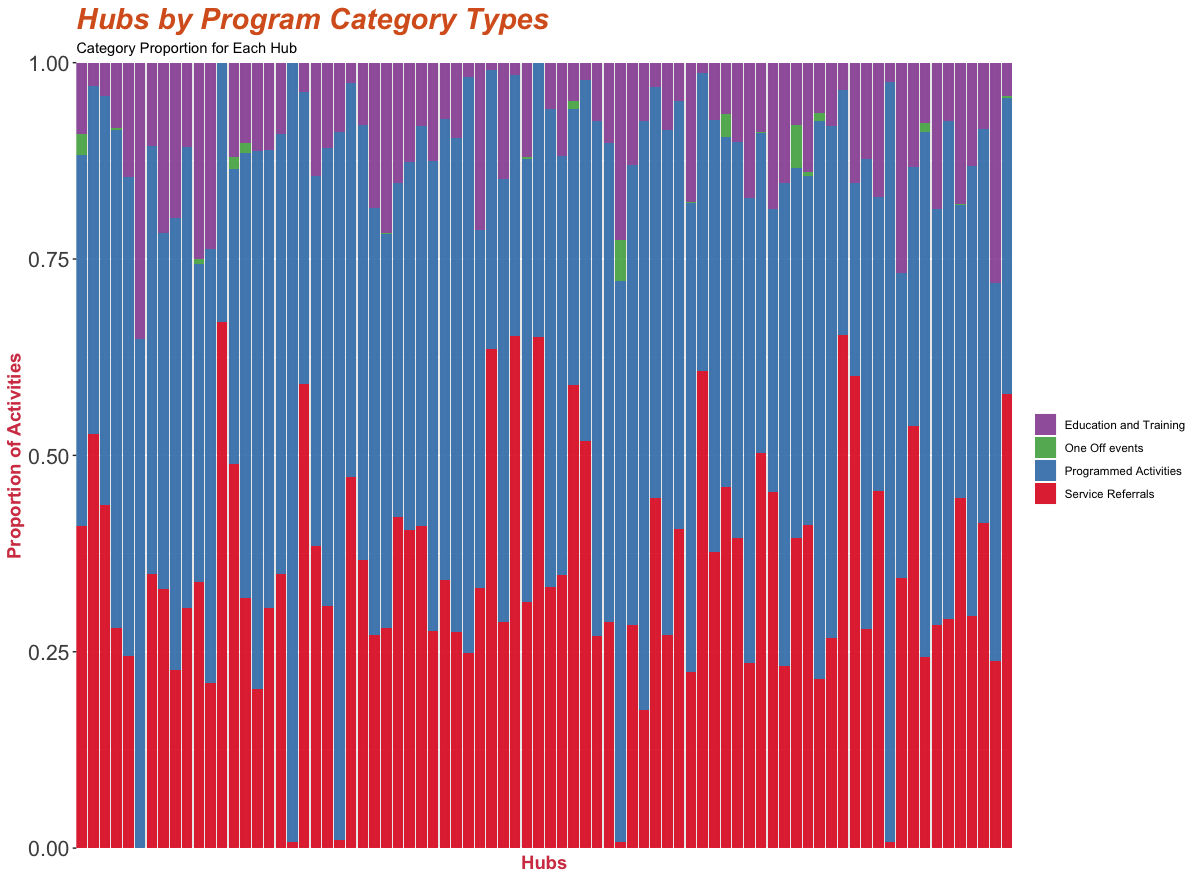 Hubs by Program Category Types
Category Proportion for Each Hub
1.00
0.75
0.50
0.25
0.00
Proportion of Activities
Hubs
Education and Training
One Off events
Programmed Activities
Service Referrals